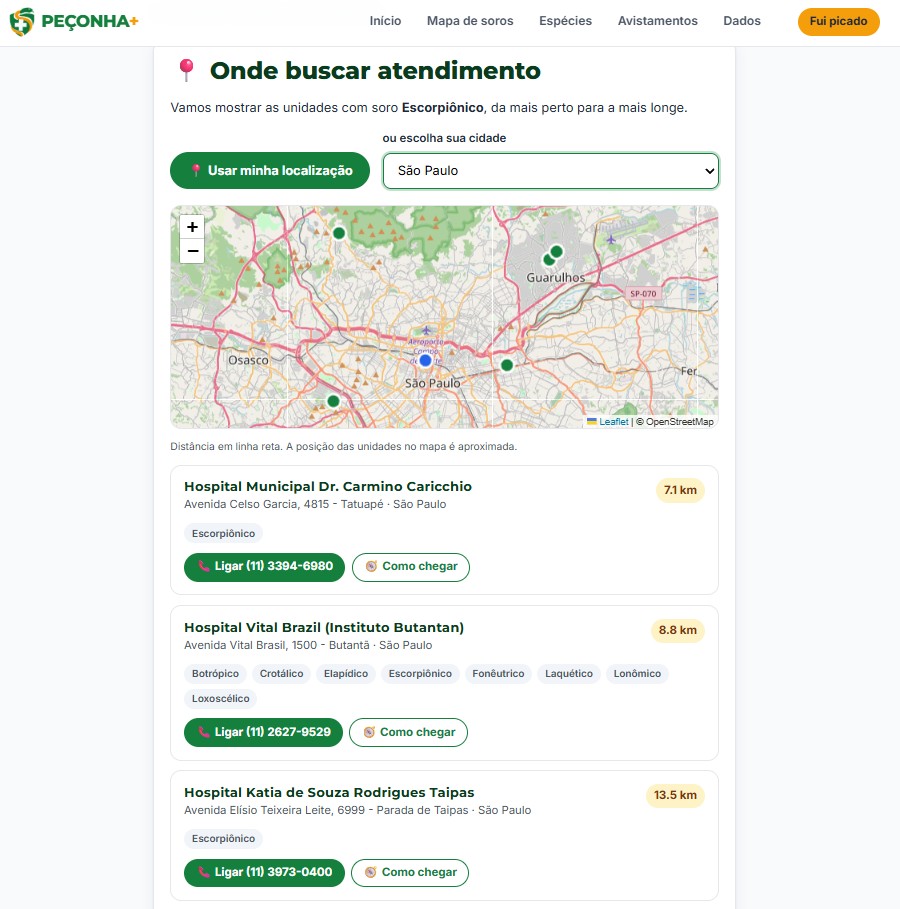 PEÇONHA+
Início
Mapa de soros
Espécies
Avistamentos
Dados
Fui picado
Onde buscar atendimento
Vamos mostrar as unidades com soro Escorpiônico, da mais perto para a mais longe.
ou escolha sua cidade
Usar minha localização
São Paulo
+
−
Guarulhos
SP-070
Aeroporto
Campo
Osasco
São Paulo
Fer
Leaflet | © OpenStreetMap
Distância em linha reta. A posição das unidades no mapa é aproximada.
Hospital Municipal Dr. Carmino Caricchio
7.1 km
Avenida Celso Garcia, 4815 - Tatuapé · São Paulo
Escorpiônico
Ligar (11) 3394-6980
Como chegar
Hospital Vital Brazil (Instituto Butantan)
8.8 km
Avenida Vital Brasil, 1500 - Butantã · São Paulo
Botrópico
Crotálico
Elapídico
Escorpiônico
Fonêutrico
Laquético
Lonômico
Loxoscélico
Ligar (11) 2627-9529
Como chegar
Hospital Katia de Souza Rodrigues Taipas
13.5 km
Avenida Elísio Teixeira Leite, 6999 - Parada de Taipas · São Paulo
Escorpiônico
Ligar (11) 3973-0400
Como chegar